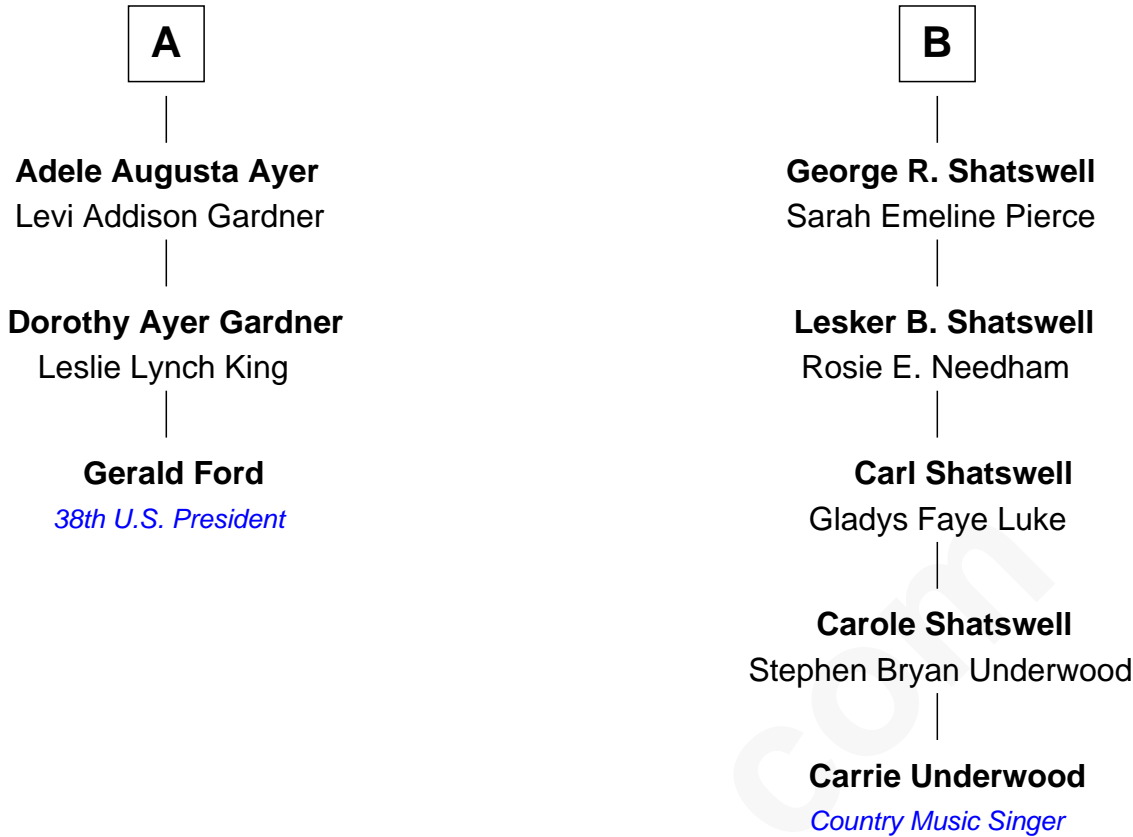 A
Adele Augusta Ayer
Levi Addison Gardner
Dorothy Ayer Gardner
Leslie Lynch King
Gerald Ford
38th U.S. President
B
George R. Shatswell
Sarah Emeline Pierce
Lesker B. Shatswell
Rosie E. Needham
Carl Shatswell
Gladys Faye Luke
Carole Shatswell
Stephen Bryan Underwood
Carrie Underwood
Country Music Singer
com